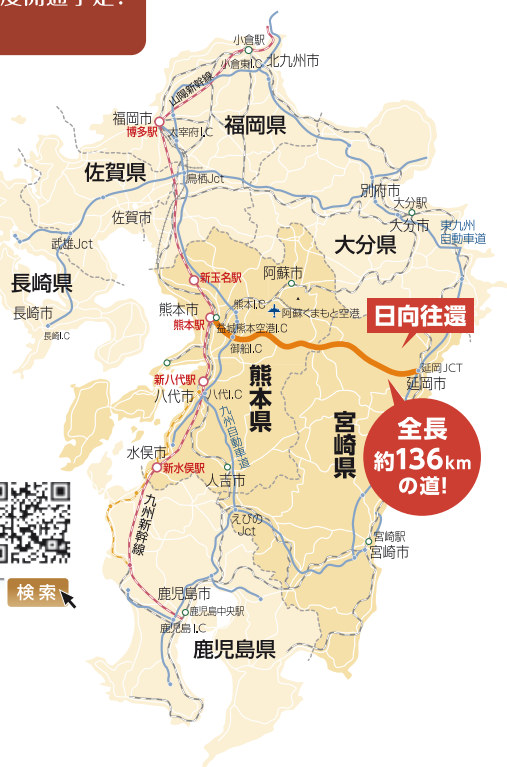 度開通予定!
小倉駅
小倉東I.C
北九州市
山陽新幹線
福岡市
博多駅
太宰府I.C
福岡県
佐賀県
鳥栖Jct
別府市
大分駅
佐賀市
大分市
東九州
自動車道
武雄Jct
大分県
長崎県
新玉名駅
阿蘇市
長崎市
熊本市
熊本I.C
阿蘇くまもと空港
日向往還
熊本駅
益城熊本空港I.C
長崎I.C
御船I.C
延岡JCT
延岡市
新八代駅
八代市
八代I.C
熊本県
九州自動車道
宮崎県
全長
約136km
の道!
水俣市
新水俣駅
人吉市
九州新幹線
えびの
Jct
宮崎駅
宮崎市
検索
鹿児島市
鹿児島中央駅
鹿児島I.C
鹿児島県